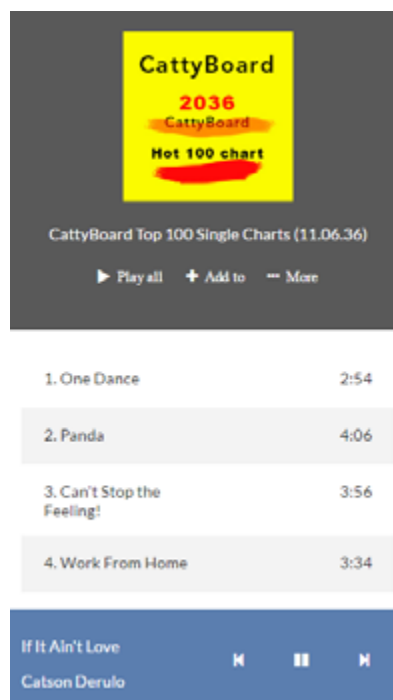 CattyBoard
2036
CattyBoard
Hot 100 chart
CattyBoard Top 100 Single Charts (11.06.36)
Play all Add to More
1. One Dance 2:54
2. Panda 4:06
3. Can't Stop the 3:56
Feeling!
4. Work From Home 3:34
If It Ain't Love
Catson Derulo